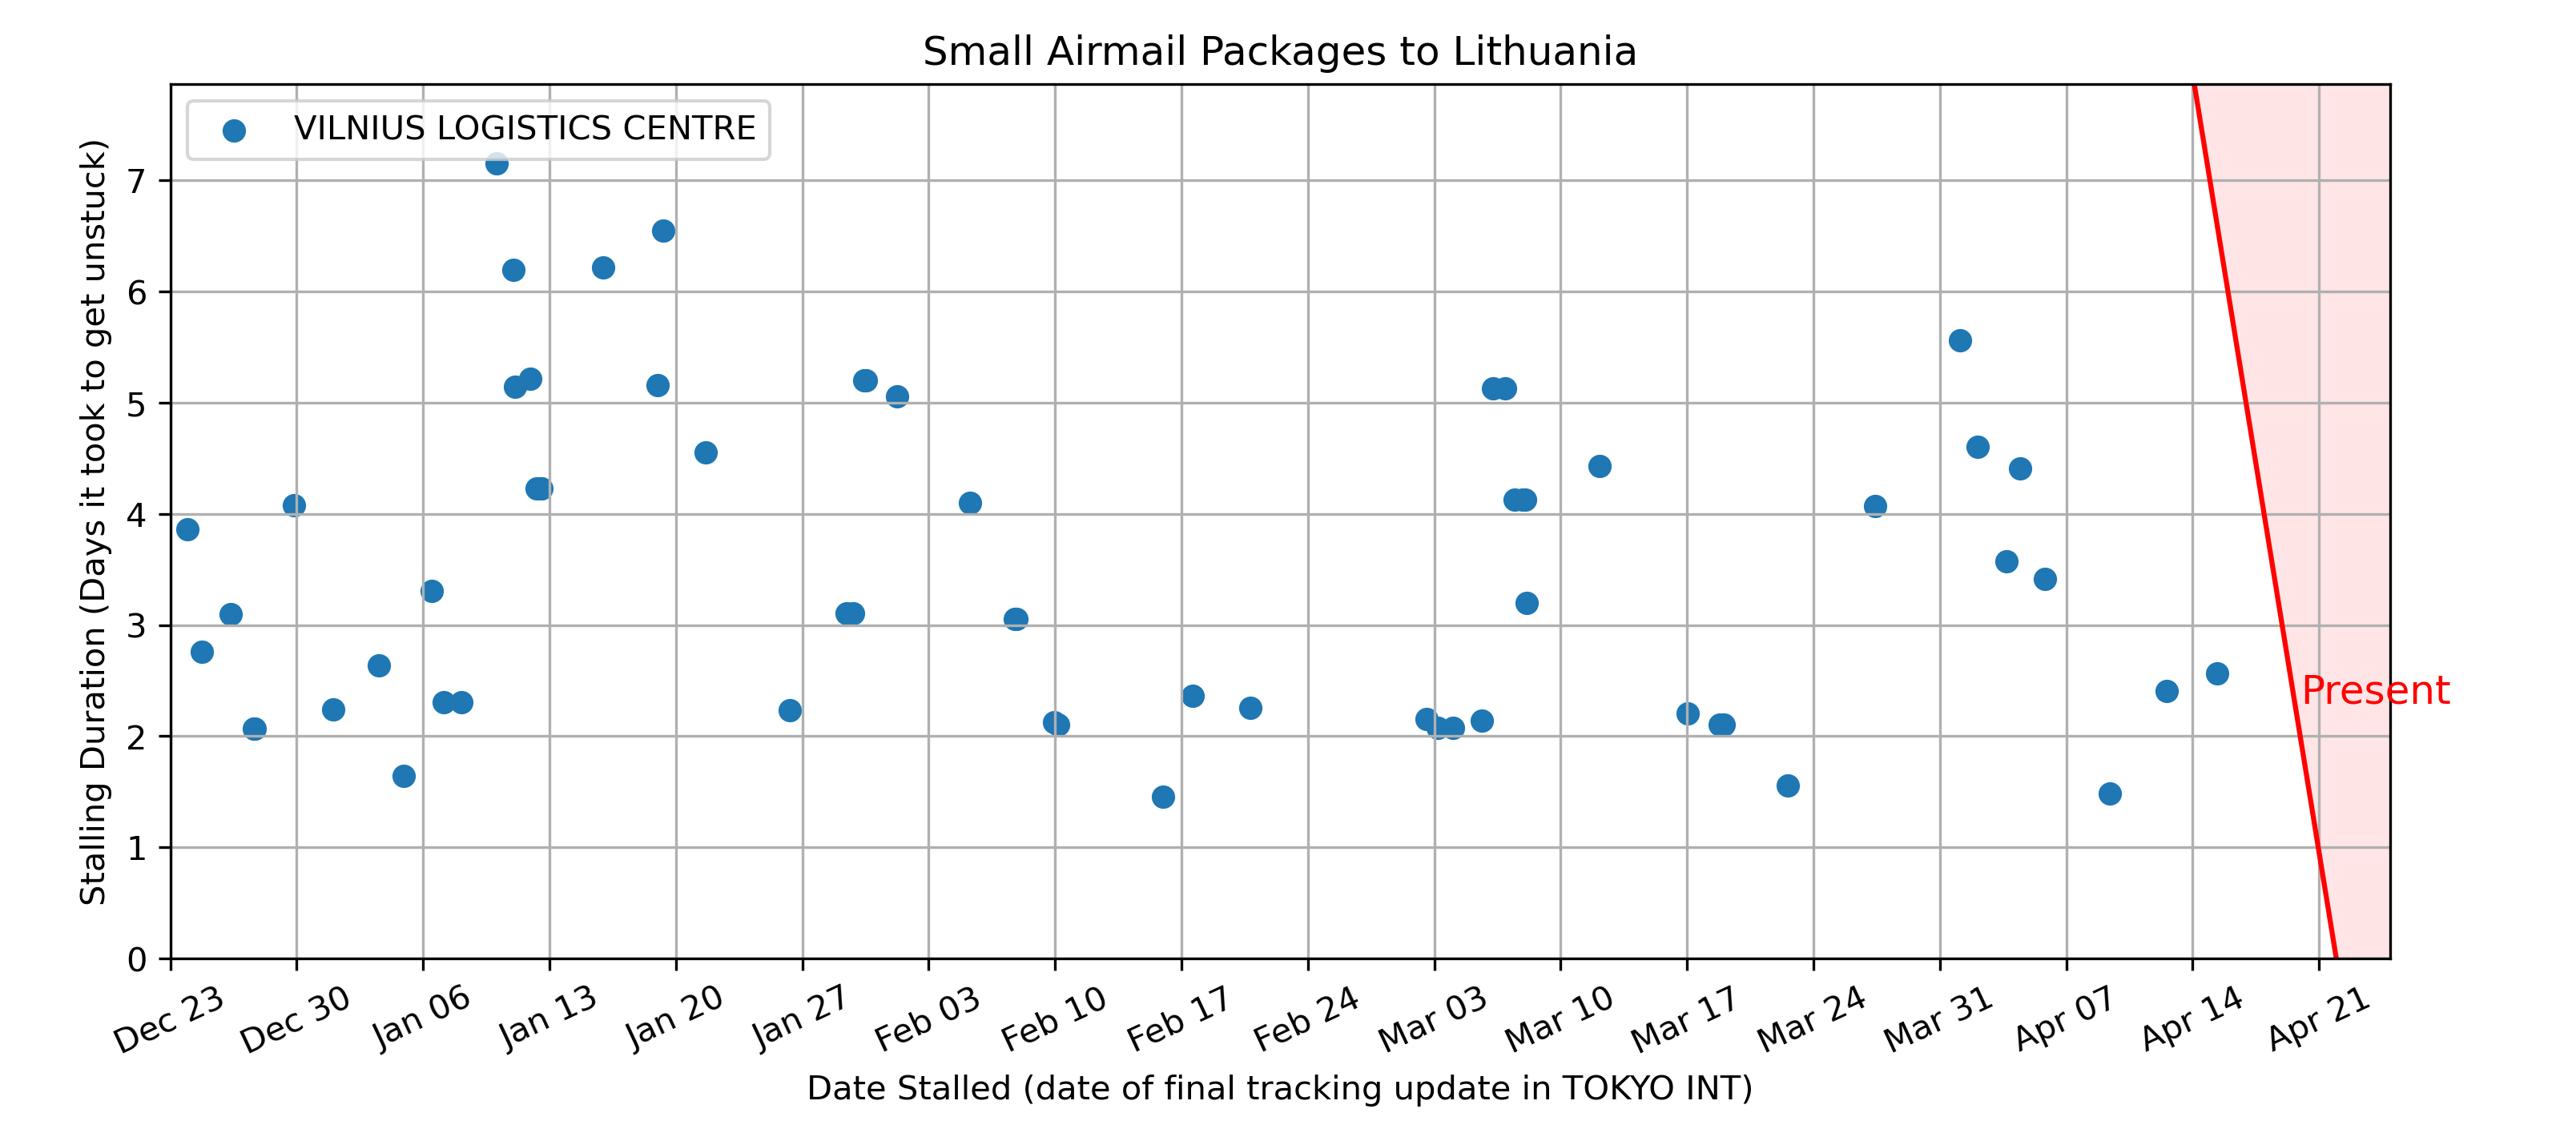 Small Airmail Packages to Lithuania
VILNIUS LOGISTICS CENTRE
Stalling Duration (Days it took to get unstuck)
7
6
5
4
3
2
1
0
Present
Dec 23
Dec 30
Jan 06
Jan 13
Jan 20
Jan 27
Feb 03
Feb 10
Feb 17
Feb 24
Mar 03
Mar 10
Mar 17
Mar 24
Mar 31
Apr 07
Apr 14
Apr 21
Date Stalled (date of final tracking update in TOKYO INT)